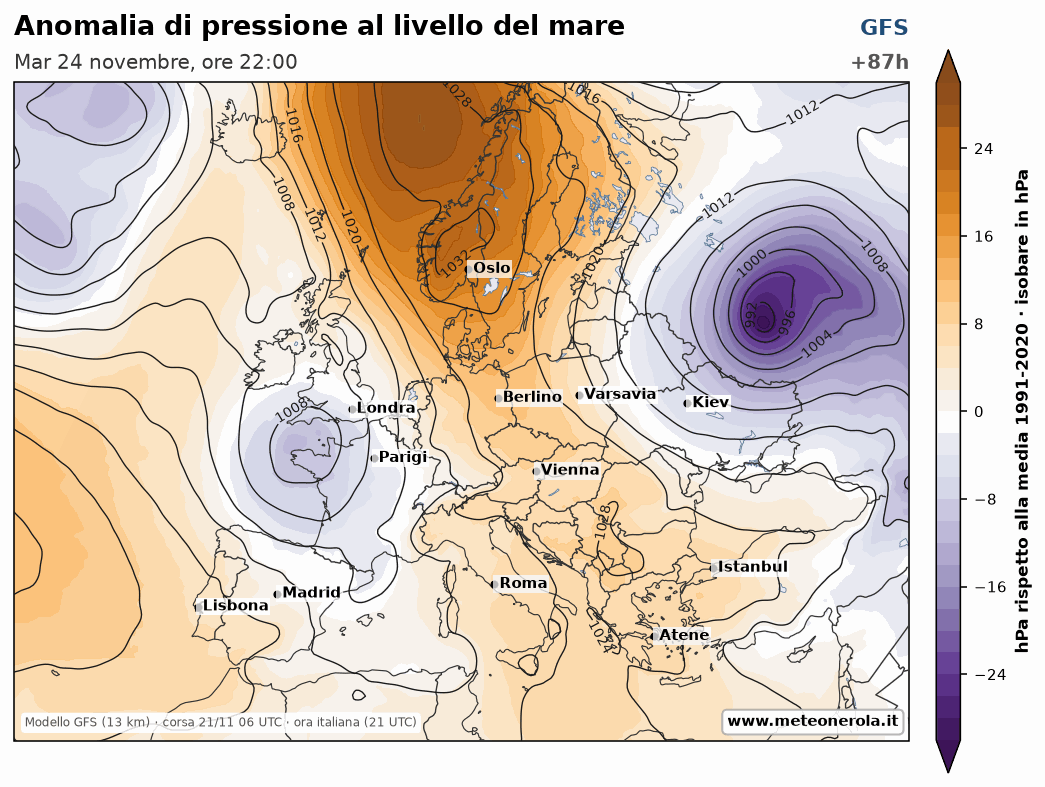 Anomalia di pressione al livello del mare
GFS
Mar 24 novembre, ore 22:00
+87h
1028
1016
1012
1016
1008
1012
1020
1012
1032
Oslo
1020
1000
1008
992
996
1004
24
16
8
0
−8
−16
−24
hPa rispetto alla media 1991-2020 · isobare in hPa
1008
Londra
Berlino
Varsavia
Kiev
Parigi
Vienna
1028
Istanbul
Madrid
Roma
Lisbona
1024
Atene
Modello GFS (13 km) · corsa 21/11 06 UTC · ora italiana (21 UTC)
www.meteonerola.it